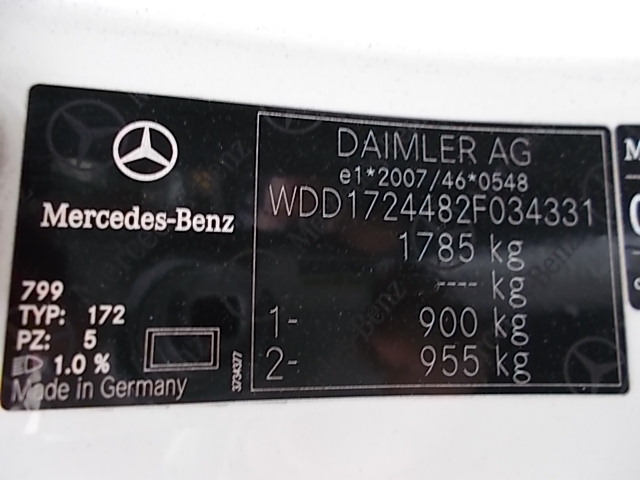 Mercedes-Benz
799
TYP: 172
PZ: 5
1.0 %
Made in Germany
3734377
DAIMLER AG
e1*2007/46*0548
WDD1724482F034331
1785 kg
---- kg
1- 900 kg
2- 955 kg
M